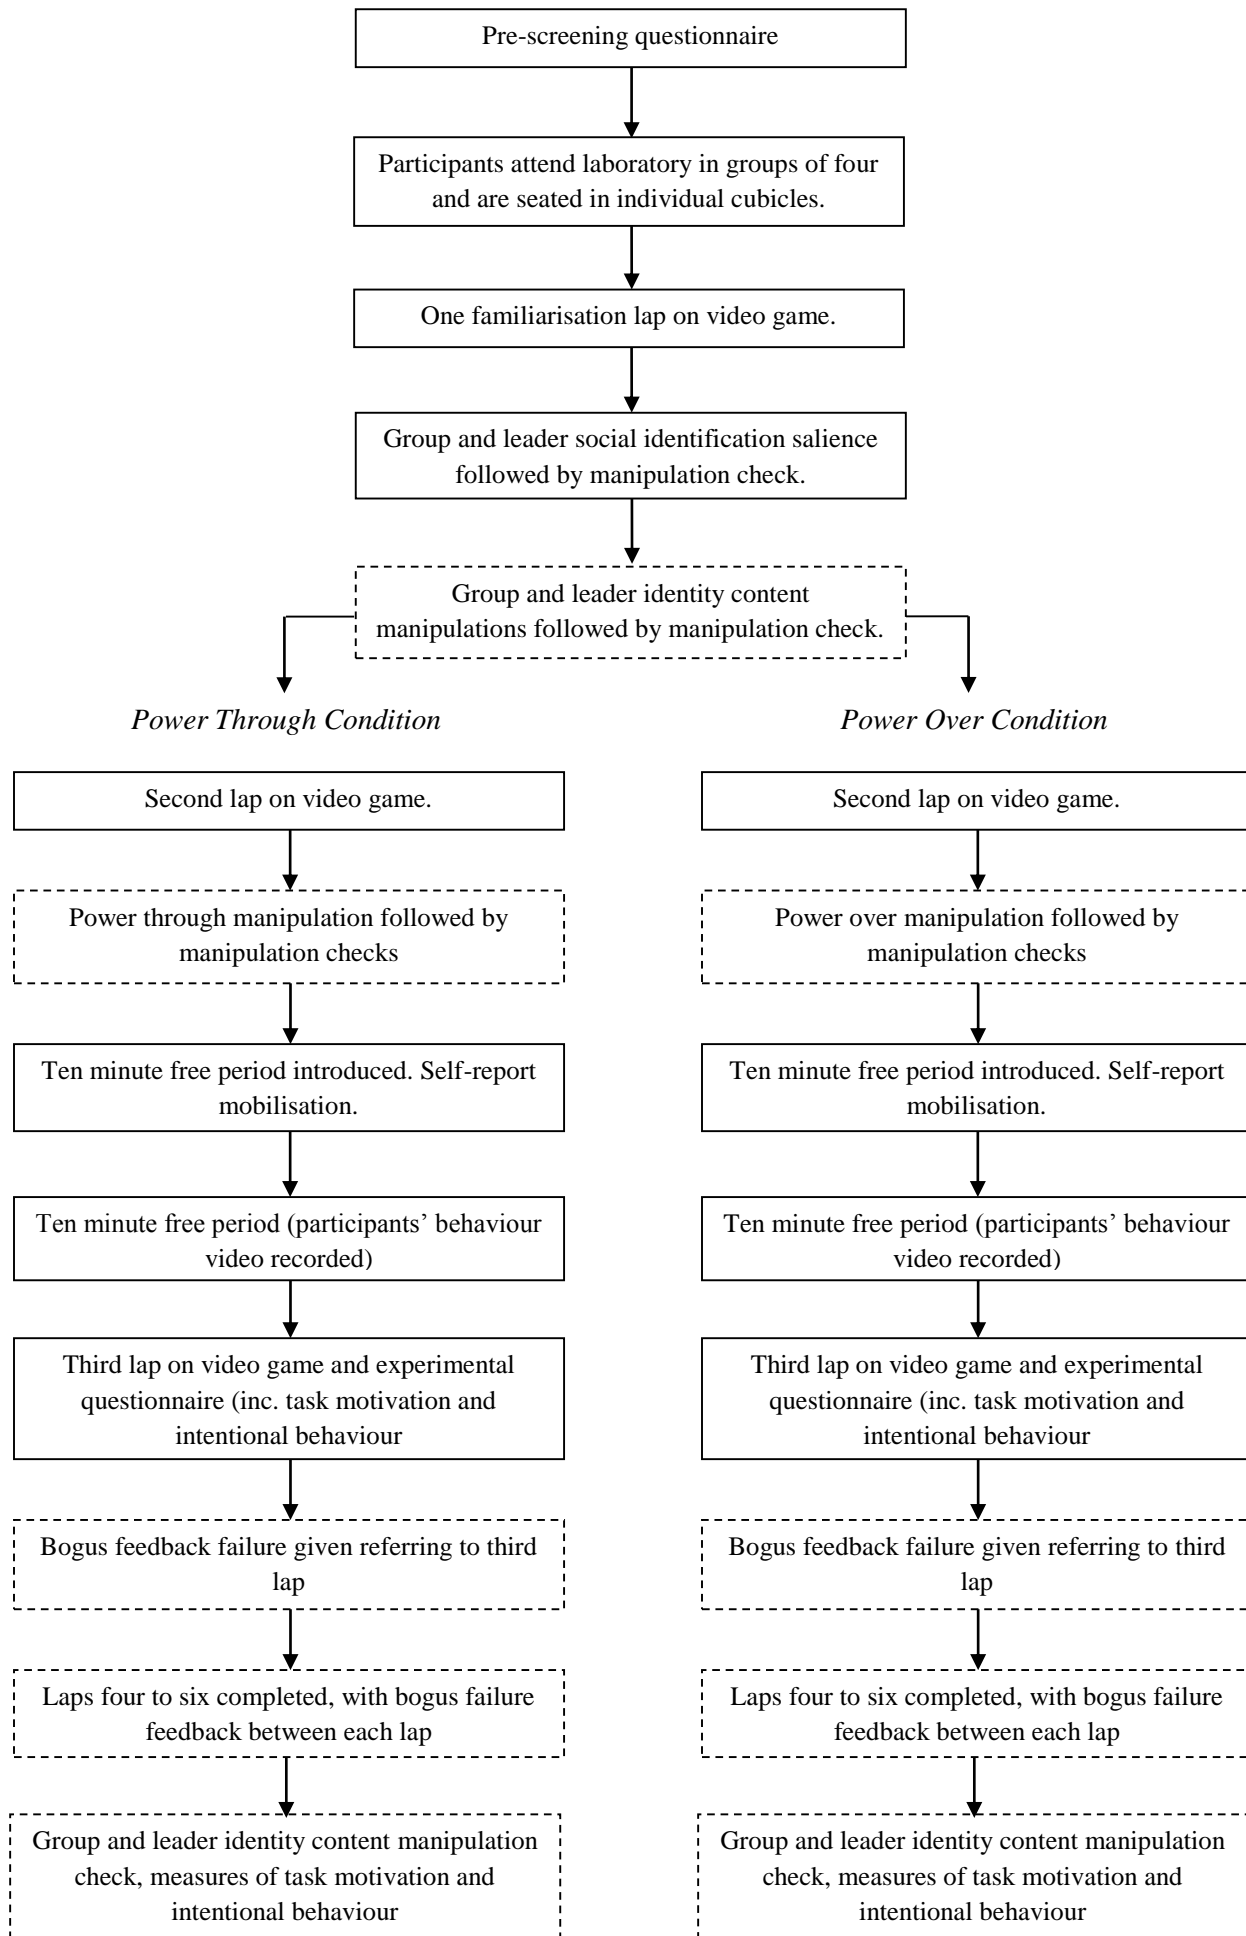 Pre-screening questionnaire
Participants attend laboratory in groups of four
and are seated in individual cubicles.
One familiarisation lap on video game.
Group and leader social identification salience
followed by manipulation check.
Group and leader identity content
manipulations followed by manipulation check.
Power Through Condition
Second lap on video game.
Power through manipulation followed by
manipulation checks
Ten minute free period introduced. Self-report
mobilisation.
Ten minute free period (participants’ behaviour
video recorded)
Third lap on video game and experimental
questionnaire (inc. task motivation and
intentional behaviour
Bogus feedback failure given referring to third
lap
Laps four to six completed, with bogus failure
feedback between each lap
Group and leader identity content manipulation
check, measures of task motivation and
intentional behaviour
Power Over Condition
Second lap on video game.
Power over manipulation followed by
manipulation checks
Ten minute free period introduced. Self-report
mobilisation.
Ten minute free period (participants’ behaviour
video recorded)
Third lap on video game and experimental
questionnaire (inc. task motivation and
intentional behaviour
Bogus feedback failure given referring to third
lap
Laps four to six completed, with bogus failure
feedback between each lap
Group and leader identity content manipulation
check, measures of task motivation and
intentional behaviour